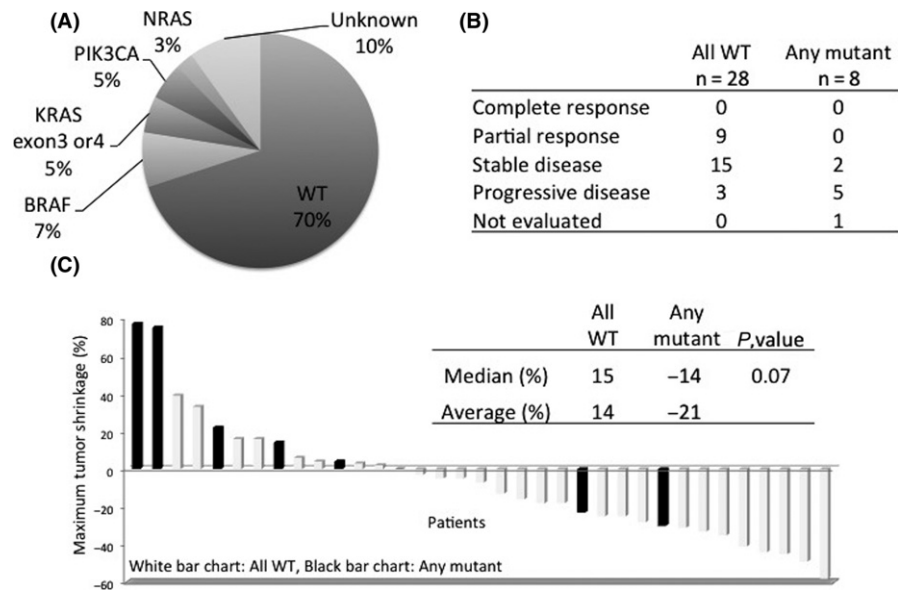 (A)
NRAS
3%
Unknown
10%
PIK3CA
5%
KRAS
exon3 or4
5%
BRAF
7%
WT
70%
(B)
All WT Any mutant
n = 28 n = 8
Complete response 0 0
Partial response 9 0
Stable disease 15 2
Progressive disease 3 5
Not evaluated 0 1
(C)
Maximum tumor shrinkage (%)
80
60
40
20
0
−20
−40
−60
All Any
WT mutant P,value
Median (%) 15 −14 0.07
Average (%) 14 −21
Patients
White bar chart: All WT, Black bar chart: Any mutant